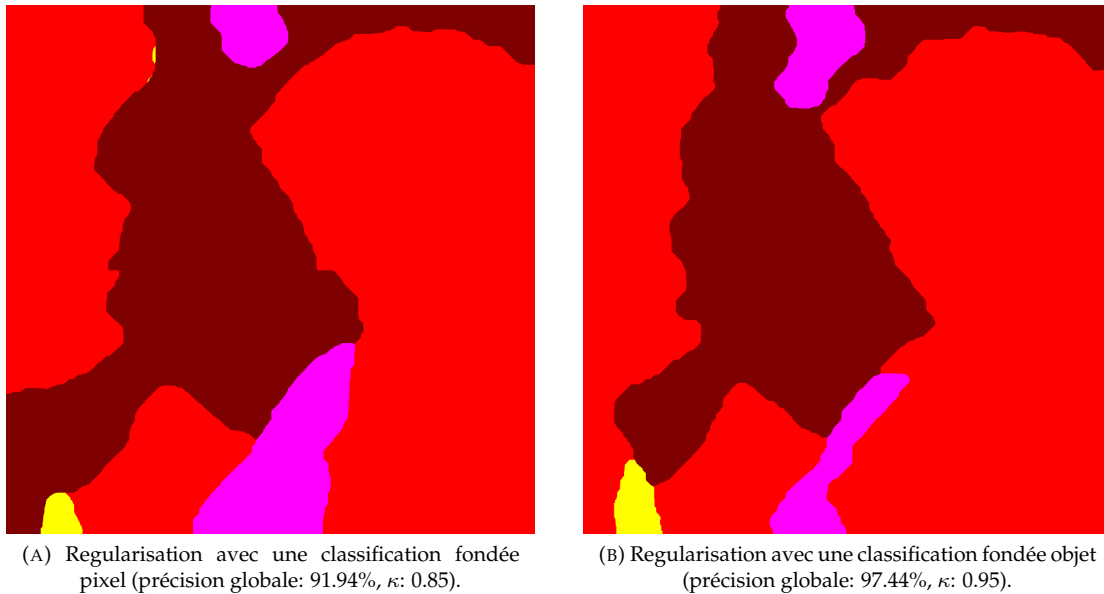 (A) Regularisation avec une classification fondée
pixel (précision globale: 91.94%, κ: 0.85).
(B) Regularisation avec une classification fondée objet
(précision globale: 97.44%, κ: 0.95).